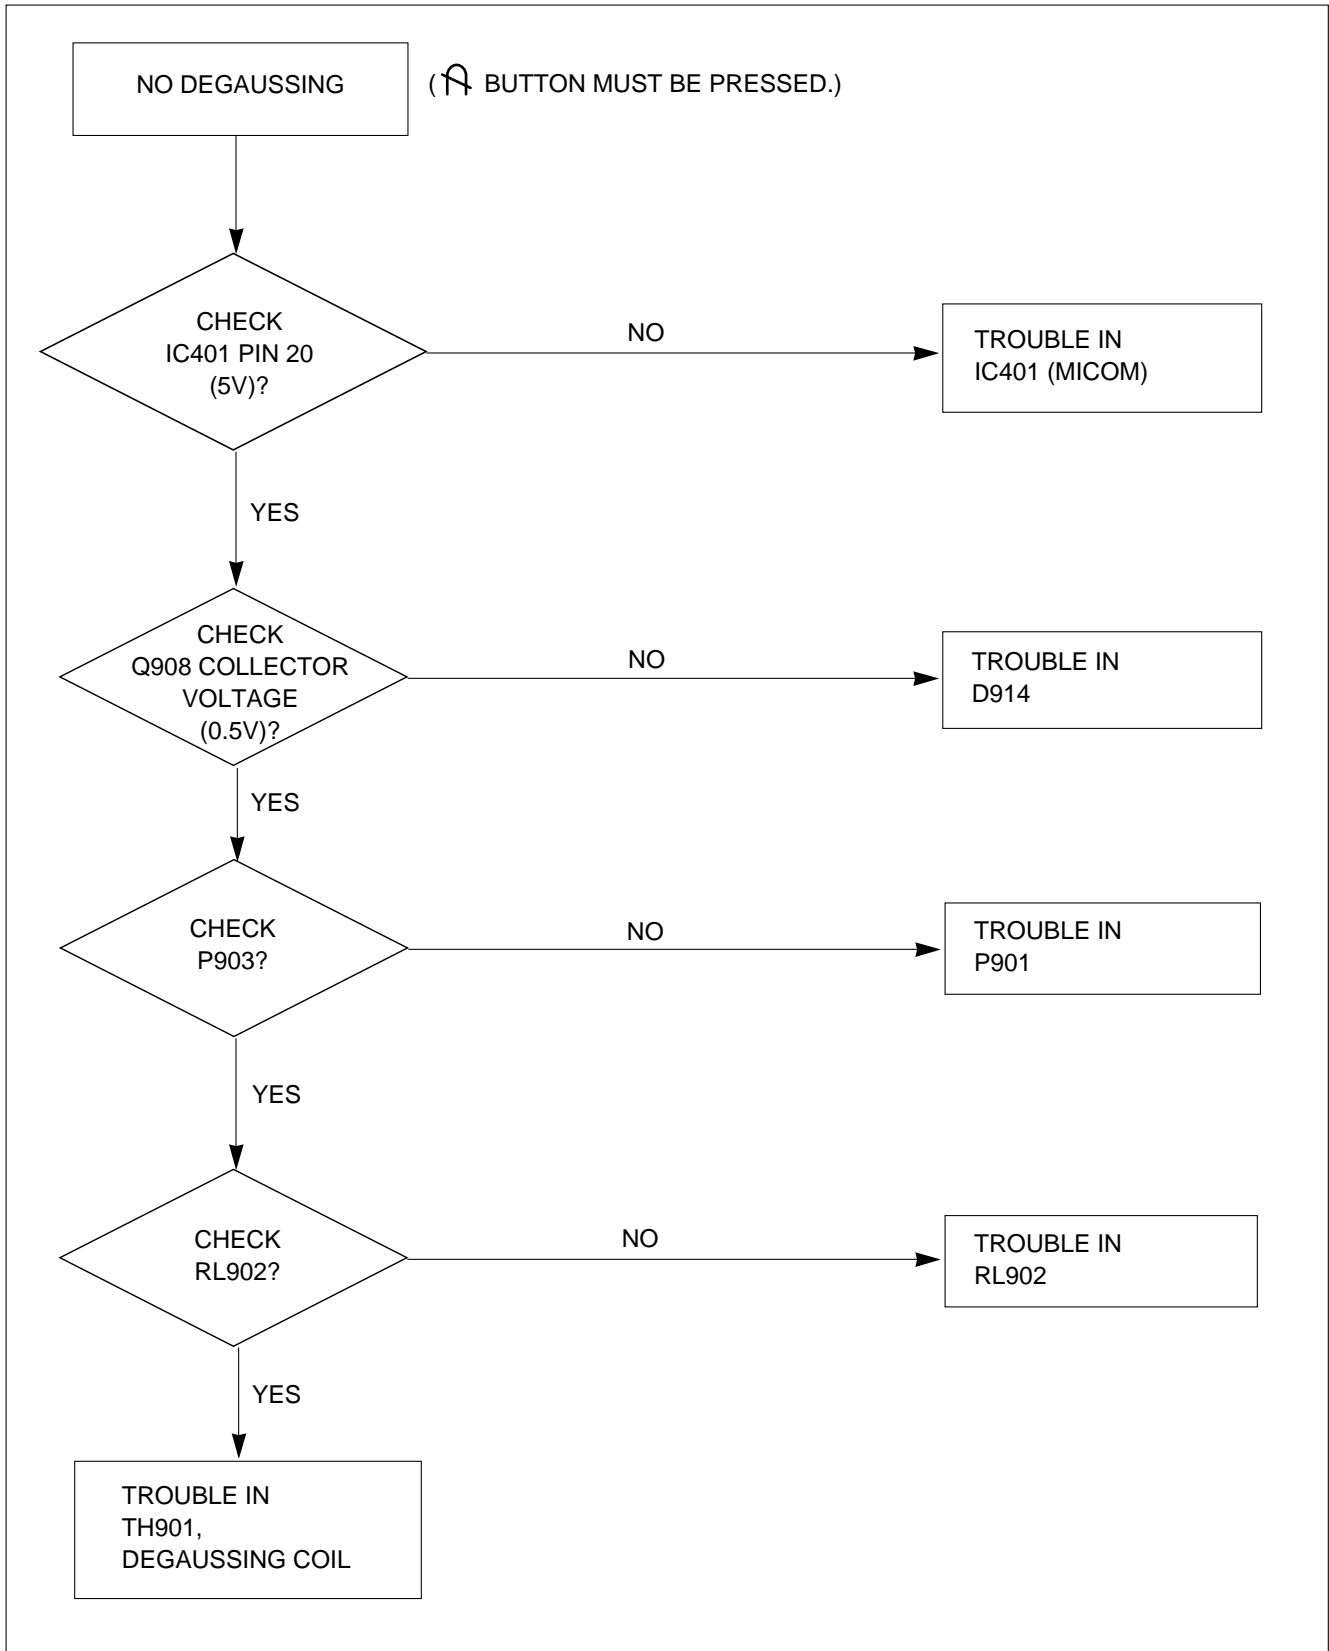 NO DEGAUSSING
( BUTTON MUST BE PRESSED.)
CHECK
IC401 PIN 20
(5V)?
NO
TROUBLE IN
IC401 (MICOM)
YES
CHECK
Q908 COLLECTOR
VOLTAGE
(0.5V)?
NO
TROUBLE IN
D914
YES
CHECK
P903?
NO
TROUBLE IN
P901
YES
CHECK
RL902?
NO
TROUBLE IN
RL902
YES
TROUBLE IN
TH901,
DEGAUSSING COIL